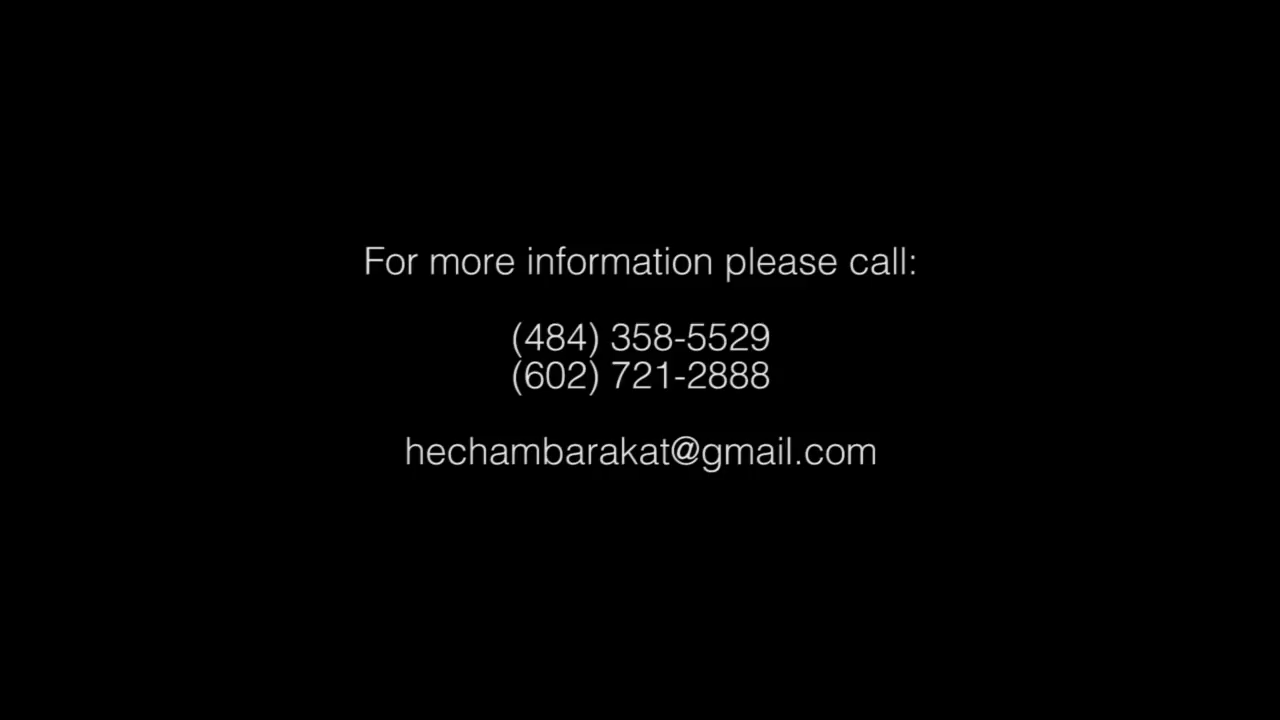 For more information please call:
(484) 358-5529
(602) 721-2888
hechambarakat@gmail.com